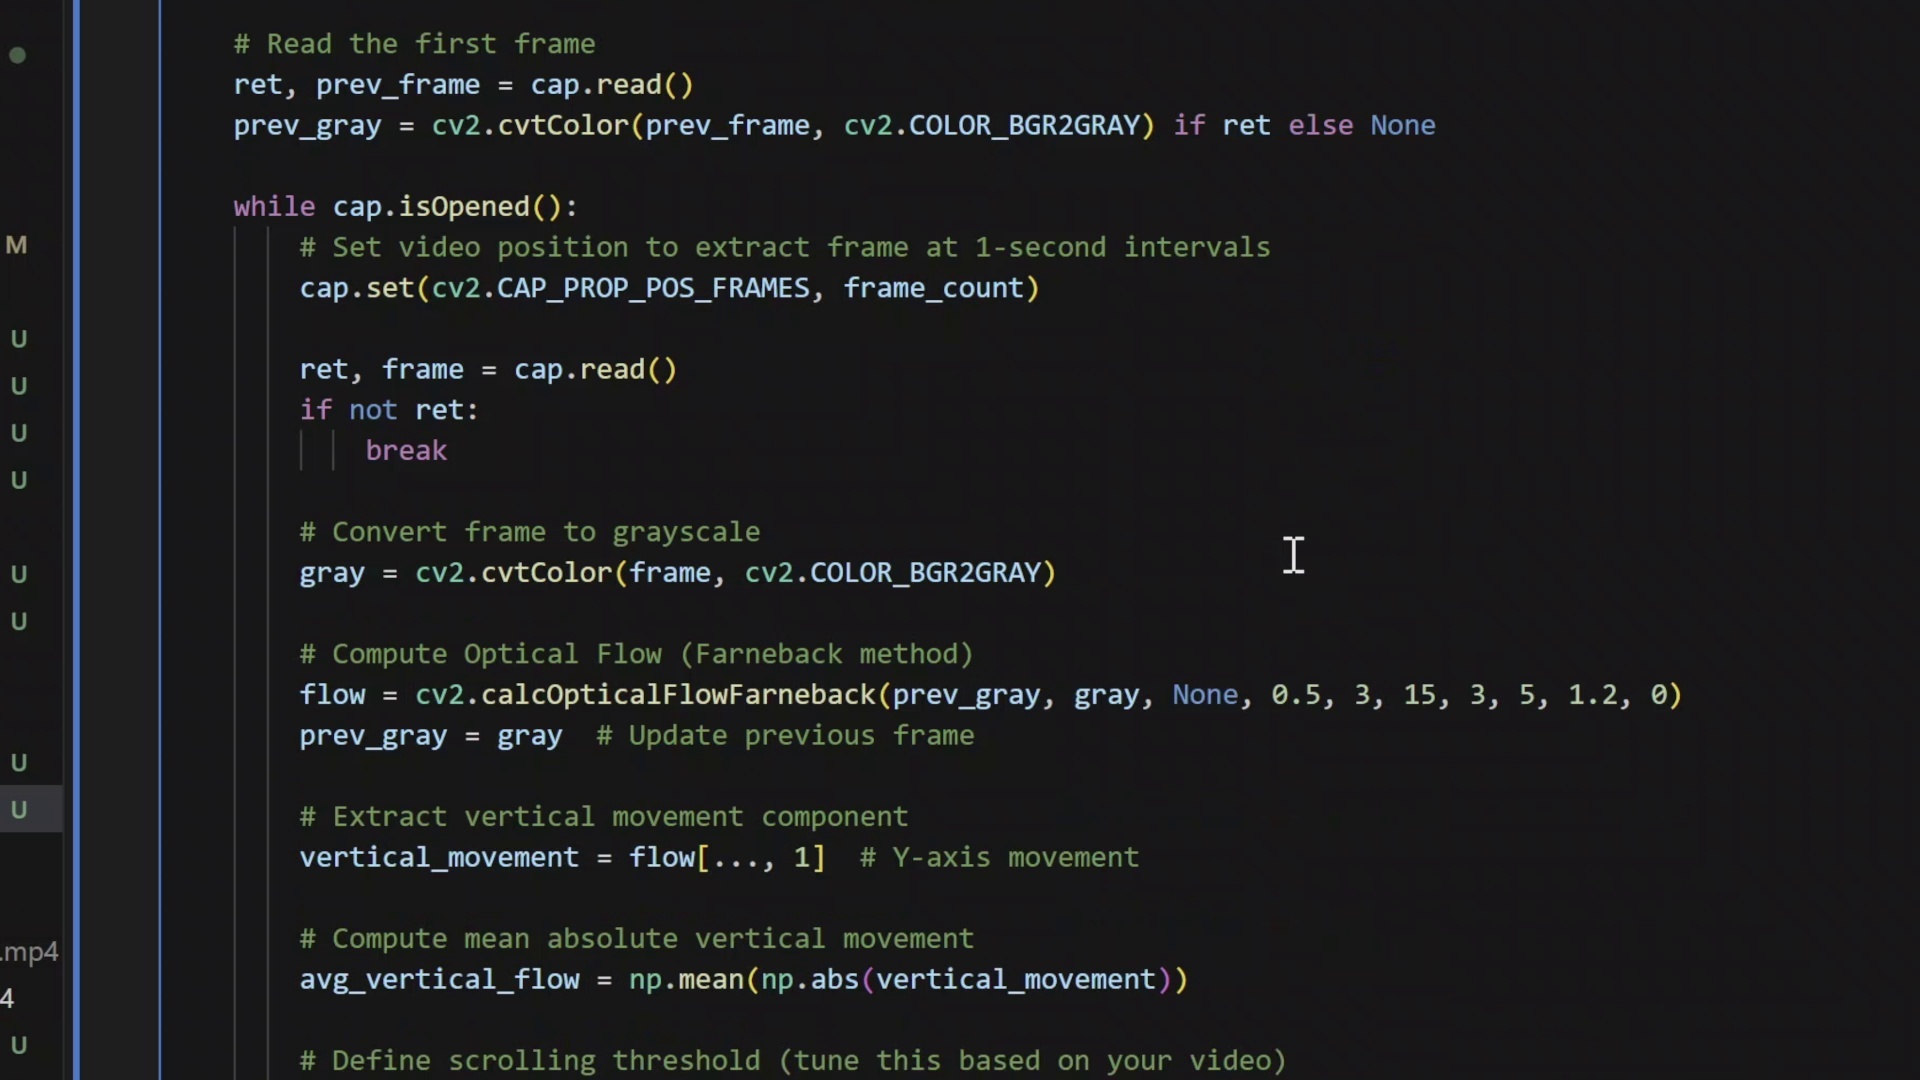 # Read the first frame
ret, prev_frame = cap.read()
prev_gray = cv2.cvtColor(prev_frame, cv2.COLOR_BGR2GRAY) if ret else None
while cap.isOpened():
# Set video position to extract frame at 1-second intervals
M
cap.set(cv2.CAP_PROP_POS_FRAMES, frame_count)
U
ret, frame = cap.read()
U
if not ret:
U
break
U
# Convert frame to grayscale
U
gray = cv2.cvtColor(frame, cv2.COLOR_BGR2GRAY)
U
# Compute Optical Flow (Farneback method)
flow = cv2.calcOpticalFlowFarneback(prev_gray, gray, None, 0.5, 3, 15, 3, 5, 1.2, 0)
prev_gray = gray  # Update previous frame
U
# Extract vertical movement component
U
vertical_movement = flow[..., 1]  # Y-axis movement
# Compute mean absolute vertical movement
.mp4
avg_vertical_flow = np.mean(np.abs(vertical_movement))
4
U
# Define scrolling threshold (tune this based on your video)